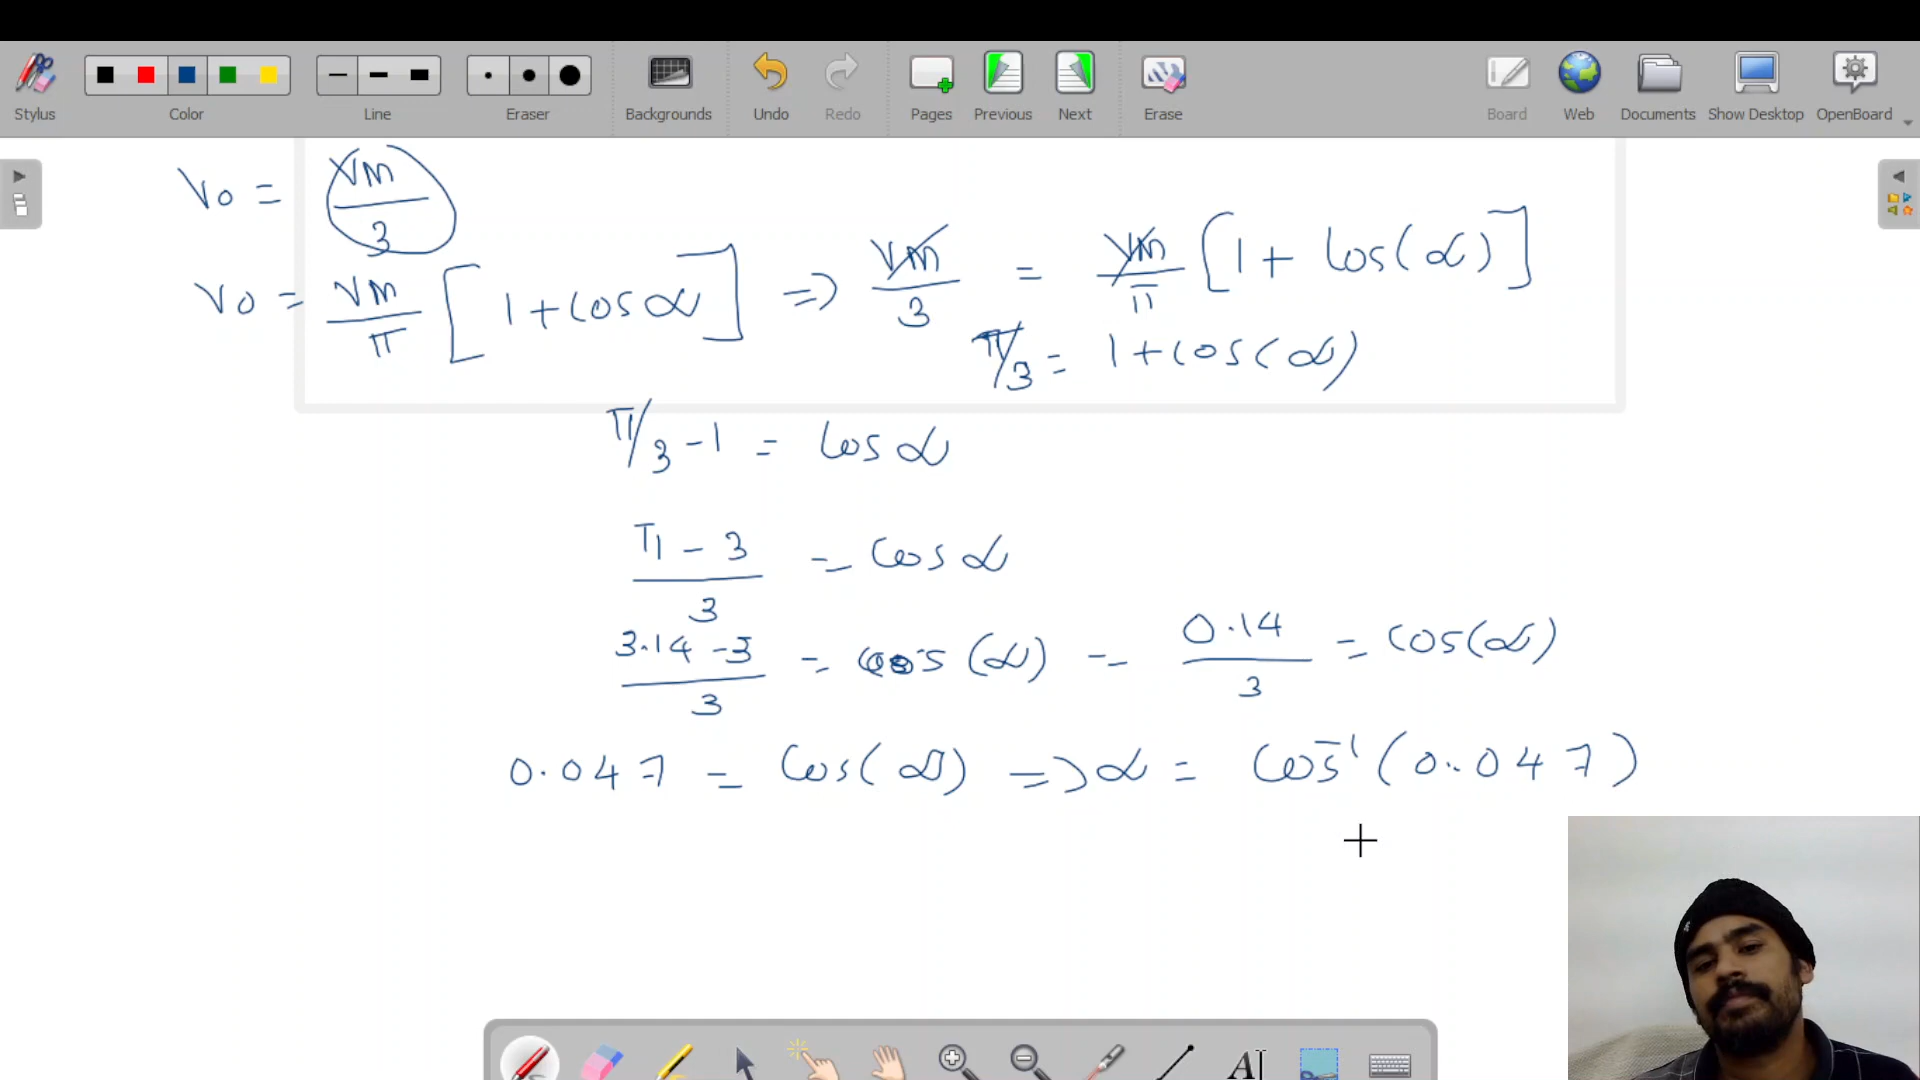 Stylus Color Line Eraser Backgrounds Undo Redo Pages Previous Next Erase Board Web Documents Show Desktop OpenBoard
Vo = Vm/3
Vo = Vm/π [1 + cos α] => Vm/3 = Vm/π [1 + cos(α)]
π/3 = 1 + cos(α)
π/3 - 1 = cos α
π - 3/3 = cos α
3.14 - 3/3 = cos(α) = 0.14/3 = cos(α)
0.047 = cos(α) => α = cos⁻¹(0.047)